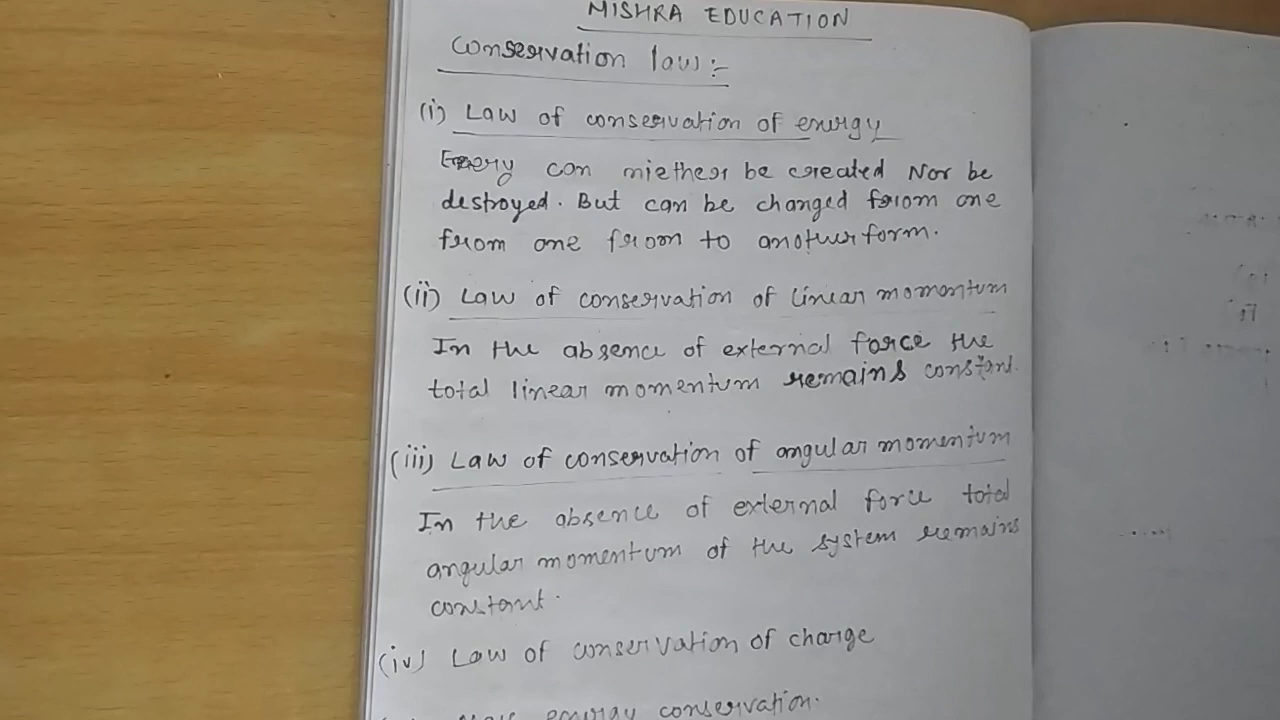 MISHRA EDUCATION
Conservation law :-
(i) Law of conservation of energy
Energy can niether be created Nor be
destroyed. But can be changed from one
from one from to another form.
(ii) Law of conservation of linear momentum
In the absence of external force the
total linear momentum remains constant.
(iii) Law of conservation of angular momentum
In the absence of external force total
angular momentum of the system remains
constant.
(iv) Law of conservation of charge
energy conservation.